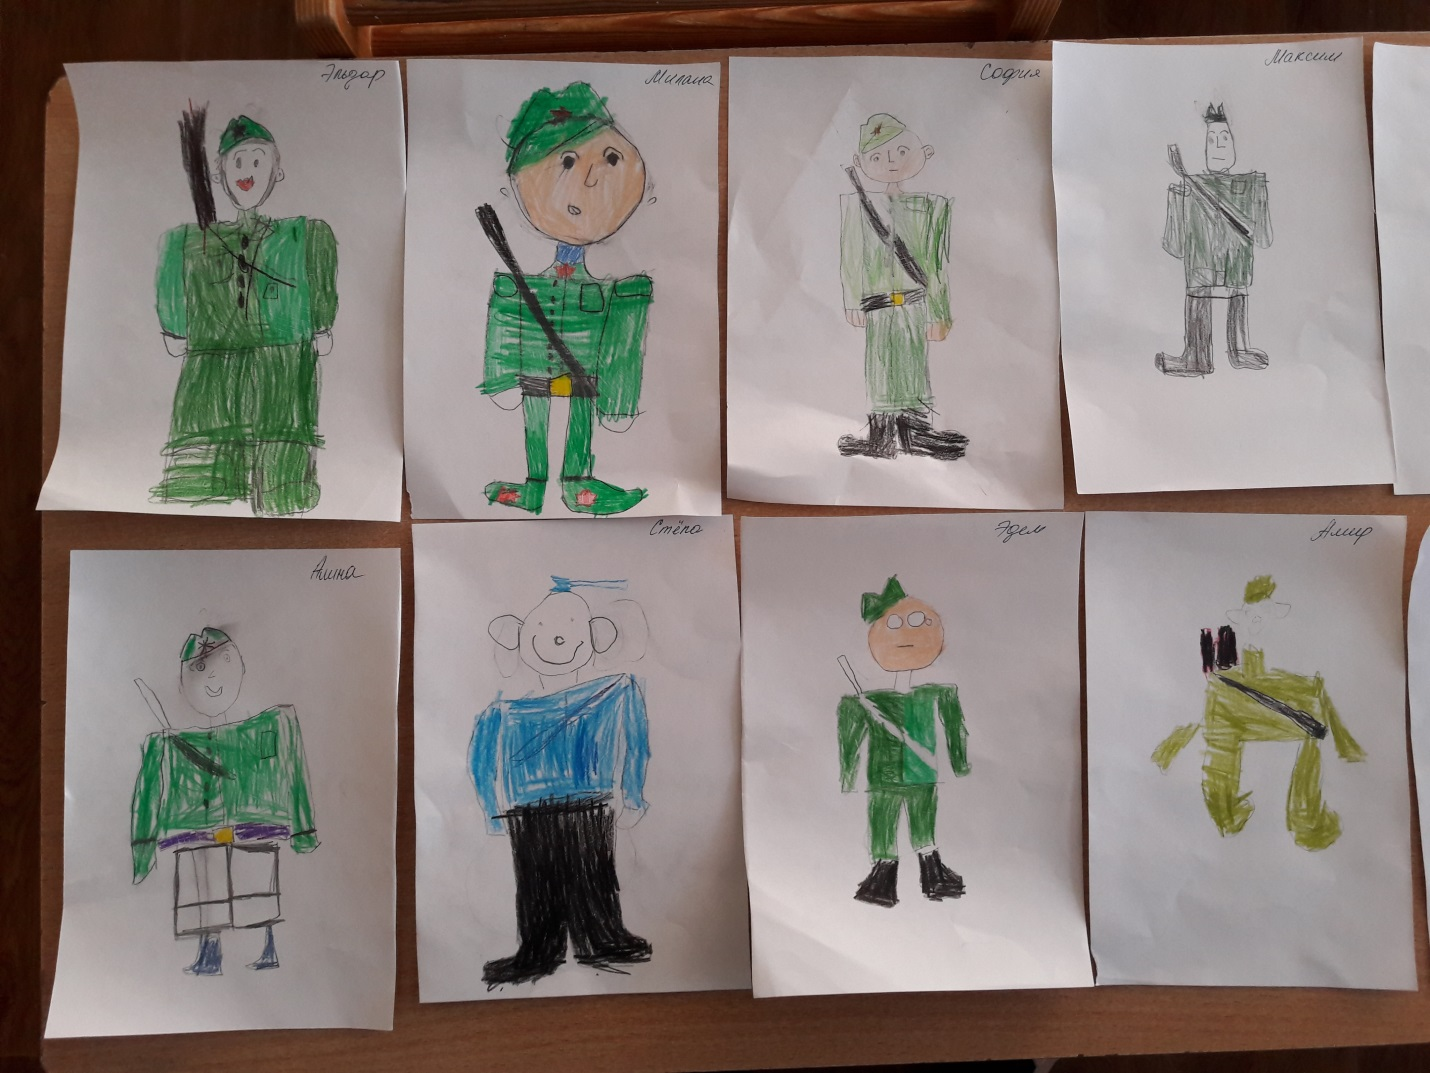 Эльдар
Милана
София
Максим
Алина
Стёпа
Эдем
Амир